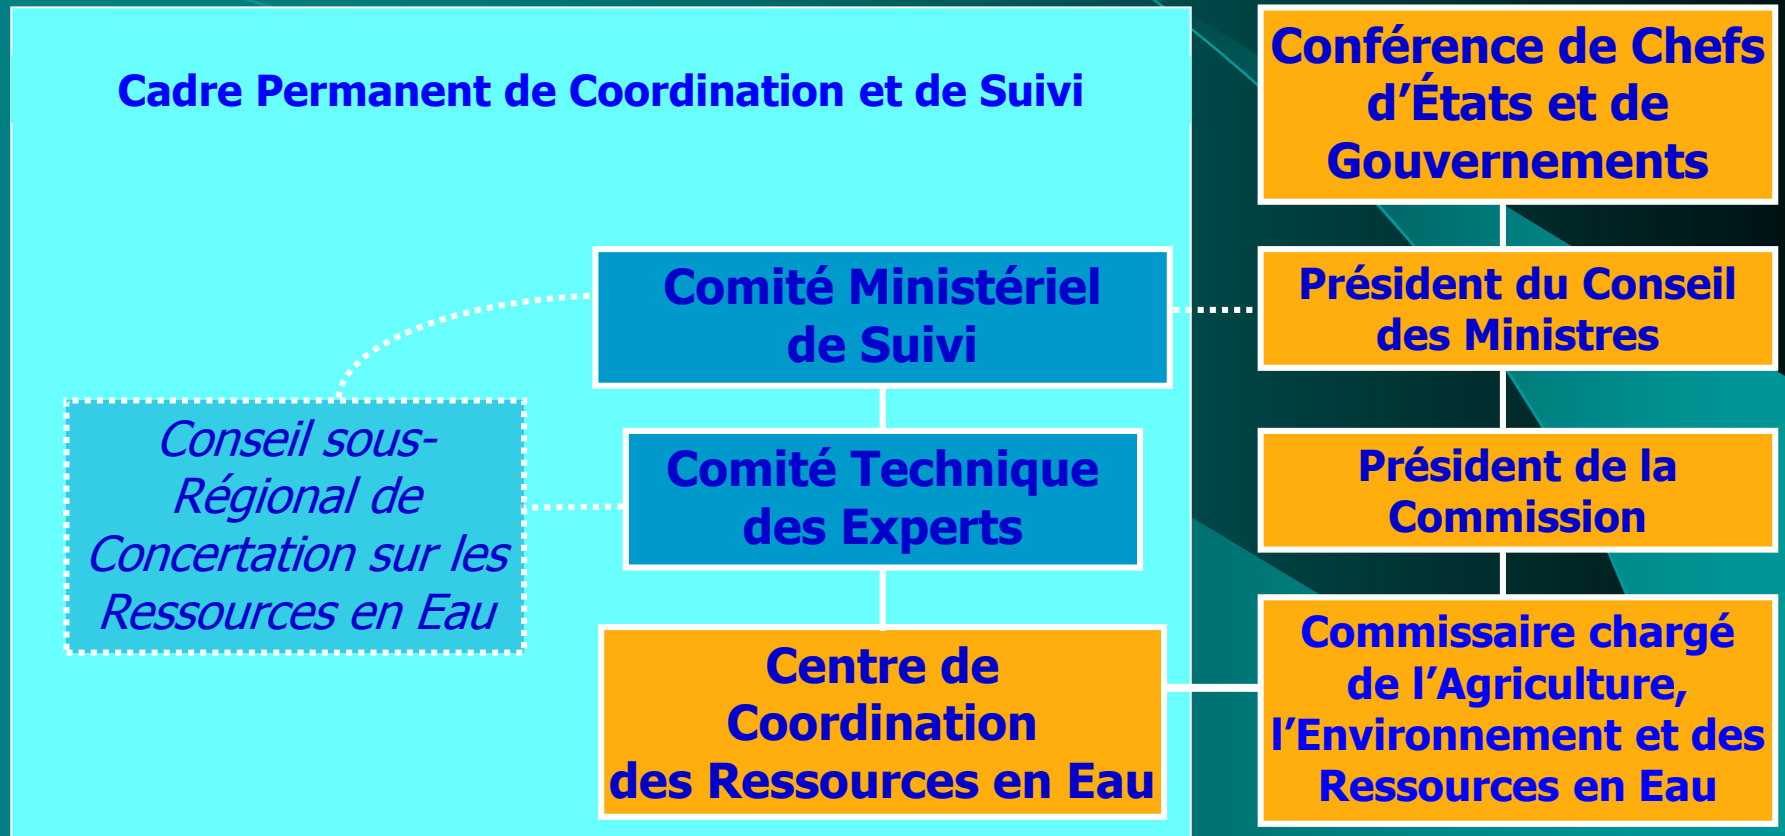 Cadre Permanent de Coordination et de Suivi
Conférence de Chefs
d’États et de
Gouvernements
Comité Ministériel
de Suivi
Président du Conseil
des Ministres
Conseil sous-
Régional de
Concertation sur les
Ressources en Eau
Comité Technique
des Experts
Président de la
Commission
Centre de
Coordination
des Ressources en Eau
Commissaire chargé
de l’Agriculture,
l’Environnement et des
Ressources en Eau